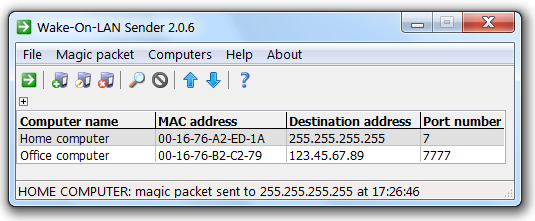 Wake-On-LAN Sender 2.0.6
File Magic packet Computers Help About
Computer name MAC address Destination address Port number
Home computer 00-16-76-A2-ED-1A 255.255.255.255 7
Office computer 00-16-76-B2-C2-79 123.45.67.89 7777
HOME COMPUTER: magic packet sent to 255.255.255.255 at 17:26:46